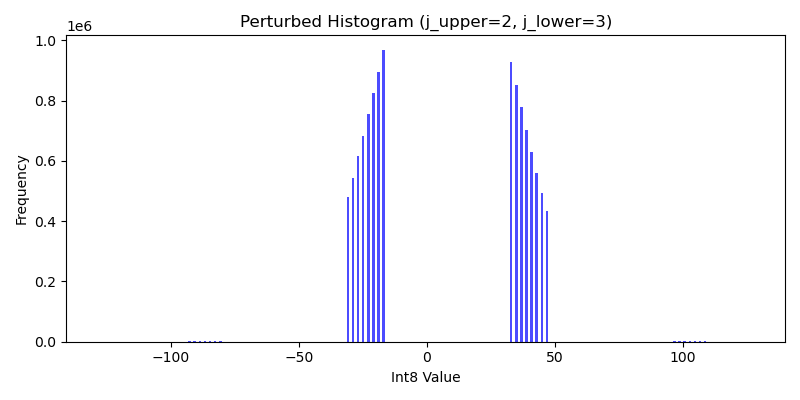 Perturbed Histogram (j_upper=2, j_lower=3)
1e6
1.0
0.8
0.6
0.4
0.2
0.0
Frequency
−100
−50
0
50
100
Int8 Value